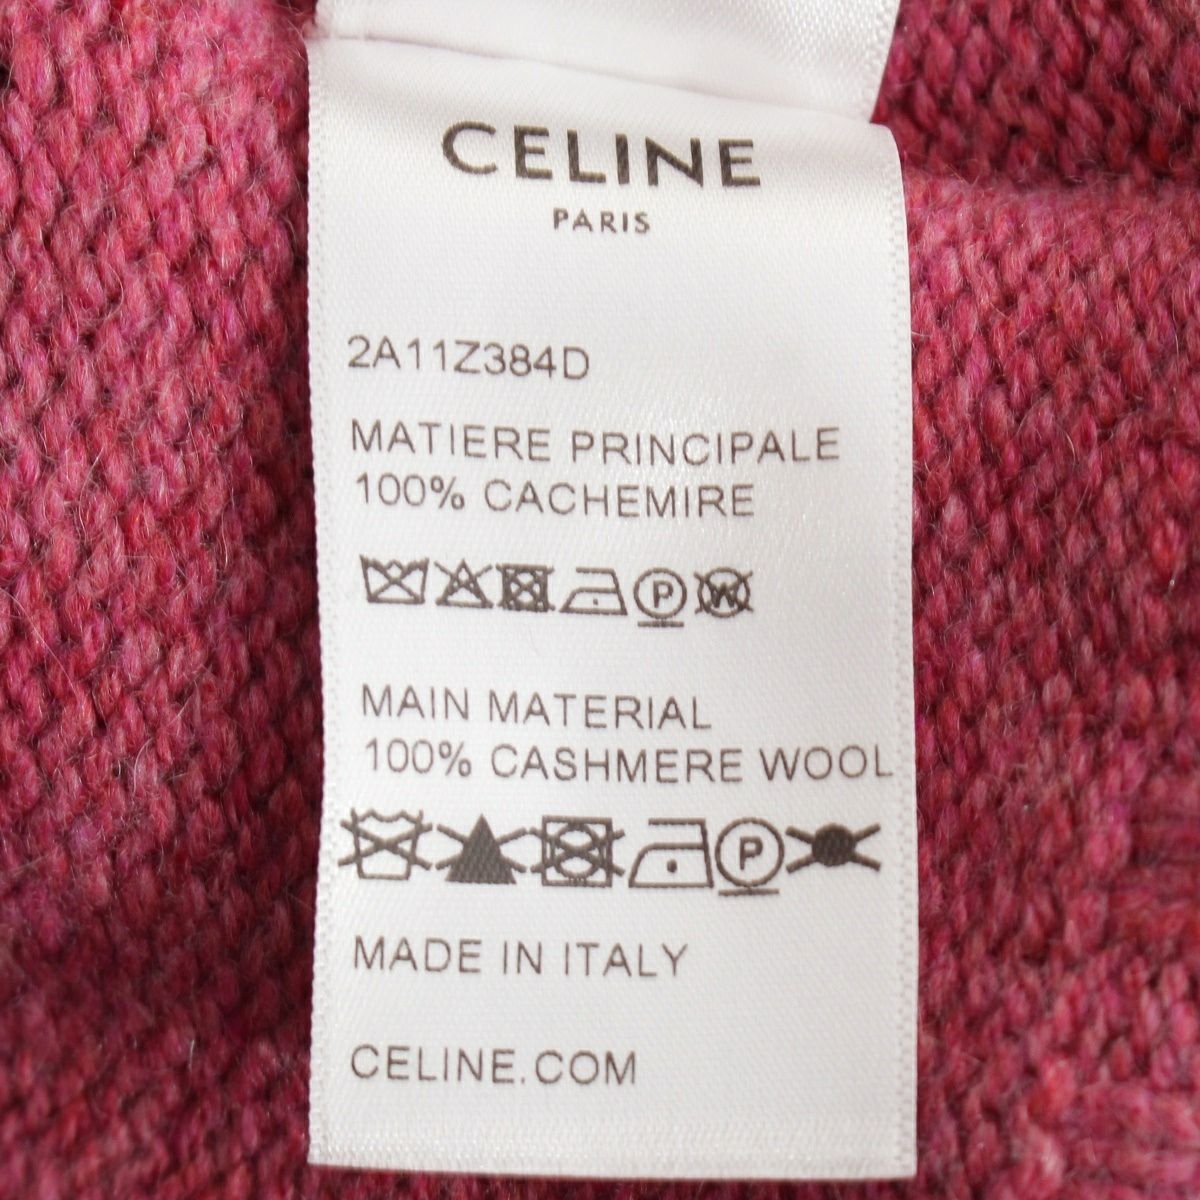 CELINE
PARIS
2A11Z384D
MATIERE PRINCIPALE
100% CACHEMIRE
P W
MAIN MATERIAL
100% CASHMERE WOOL
P
MADE IN ITALY
CELINE.COM